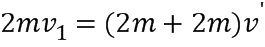 2mv₁ = (2m + 2m)v'